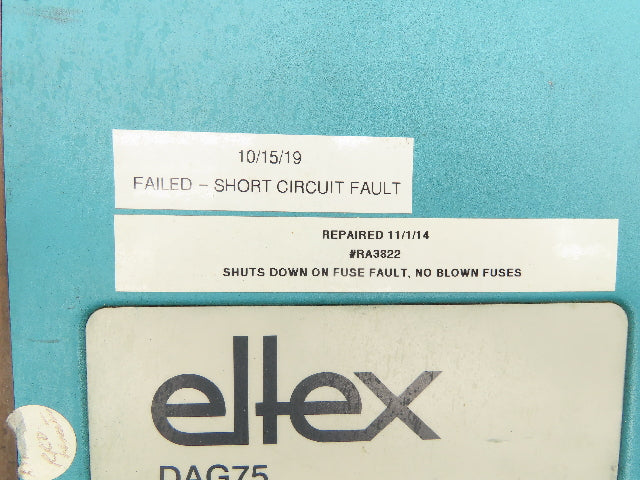 10/15/19
FAILED – SHORT CIRCUIT FAULT
REPAIRED 11/1/14
#RA3822
SHUTS DOWN ON FUSE FAULT, NO BLOWN FUSES
eltex
DAG75